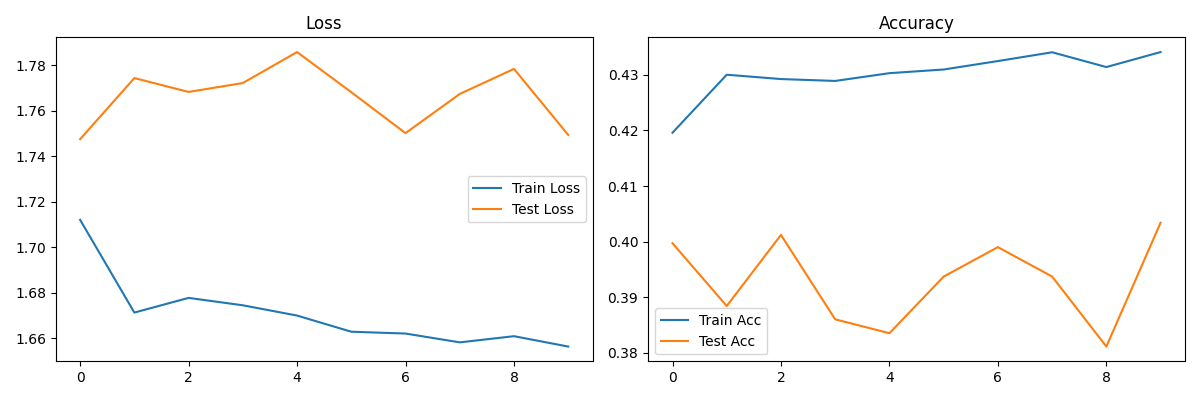 Loss
1.78
1.76
1.74
1.72
1.70
1.68
1.66
0 2 4 6 8
Train Loss
Test Loss
Accuracy
0.43
0.42
0.41
0.40
0.39
0.38
0 2 4 6 8
Train Acc
Test Acc